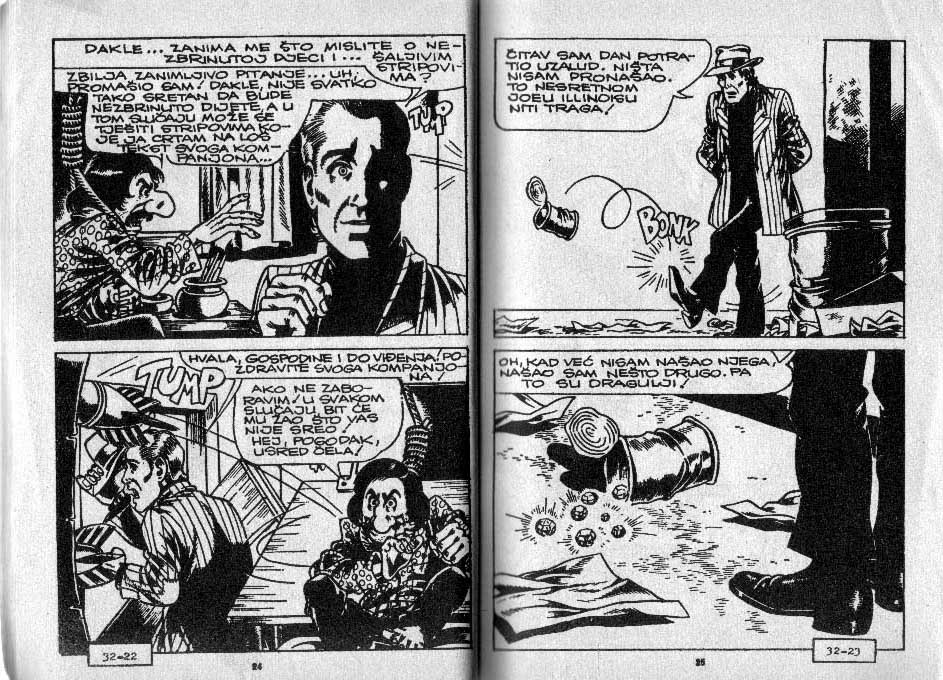 DAKLE... ZANIMA ME ŠTO MISLITE O NE-
ZBRINUTOJ DJECI I... ŠALJIVIM
STRIPOVI-
MA?
ZBILJA ZANIMLJIVO PITANJE... UH,
PROMAŠIO SAM! DAKLE, NIJE SVATKO
TAKO SRETAN DA BUDE
NEZBRINUTO DIJETE, A U
TOM SLUČAJU MOŽE SE
TJEŠITI STRIPOVIMA KO-
JE JA CRTAM NA LOŠ
TEKST SVOGA KOM-
PANJONA...
TUMP
HVALA, GOSPODINE I DO VIĐENJA! PO-
ZDRAVITE SVOGA KOMPANJO-
NA!
TUMP
AKO NE ZABO-
RAVIM! U SVAKOM
SLUČAJU, BIT ĆE
MU ŽAO ŠTO VAS
NIJE SREO!
HEJ, POGODAK,
USRED ČELA!
32-22
24
ČITAV SAM DAN POTRA-
TIO UZALUD. NIŠTA
NISAM PRONAŠAO.
TO NESRETNOM
JOEU ILLINOISU
NITI TRAGA!
BONK
OH, KAD VEĆ NISAM NAŠAO NJEGA,
NAŠAO SAM NEŠTO DRUGO. PA
TO SU DRAGULJI!
25
32-23